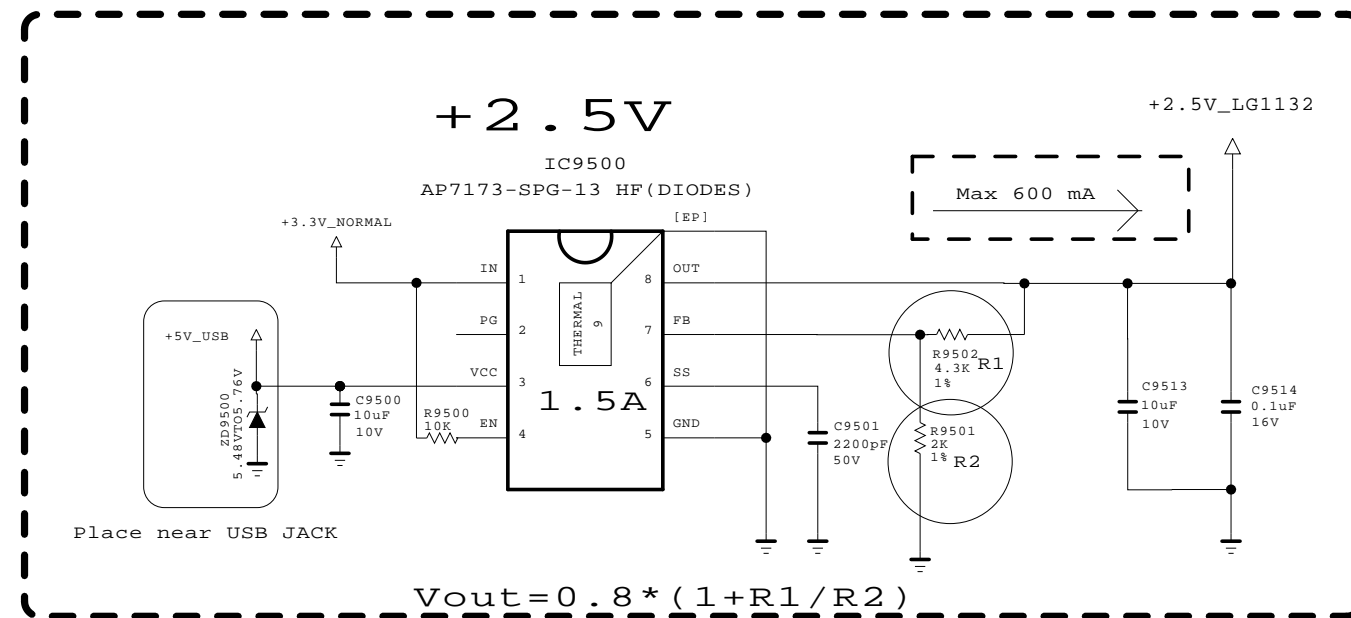 +2.5V
+2.5V_LG1132
IC9500
AP7173-SPG-13 HF(DIODES)
Max 600 mA
[EP]
+3.3V_NORMAL
IN
1
8
OUT
PG
2
7
FB
THERMAL
9
+5V_USB
VCC
3
6
SS
1.5A
EN
4
5
GND
ZD9500
5.48VTO5.76V
C9500
10uF
10V
R9500
10K
C9501
2200pF
50V
R9502
4.3K
1%
R1
R9501
2K
1%
R2
C9513
10uF
10V
C9514
0.1uF
16V
Place near USB JACK
Vout=0.8*(1+R1/R2)